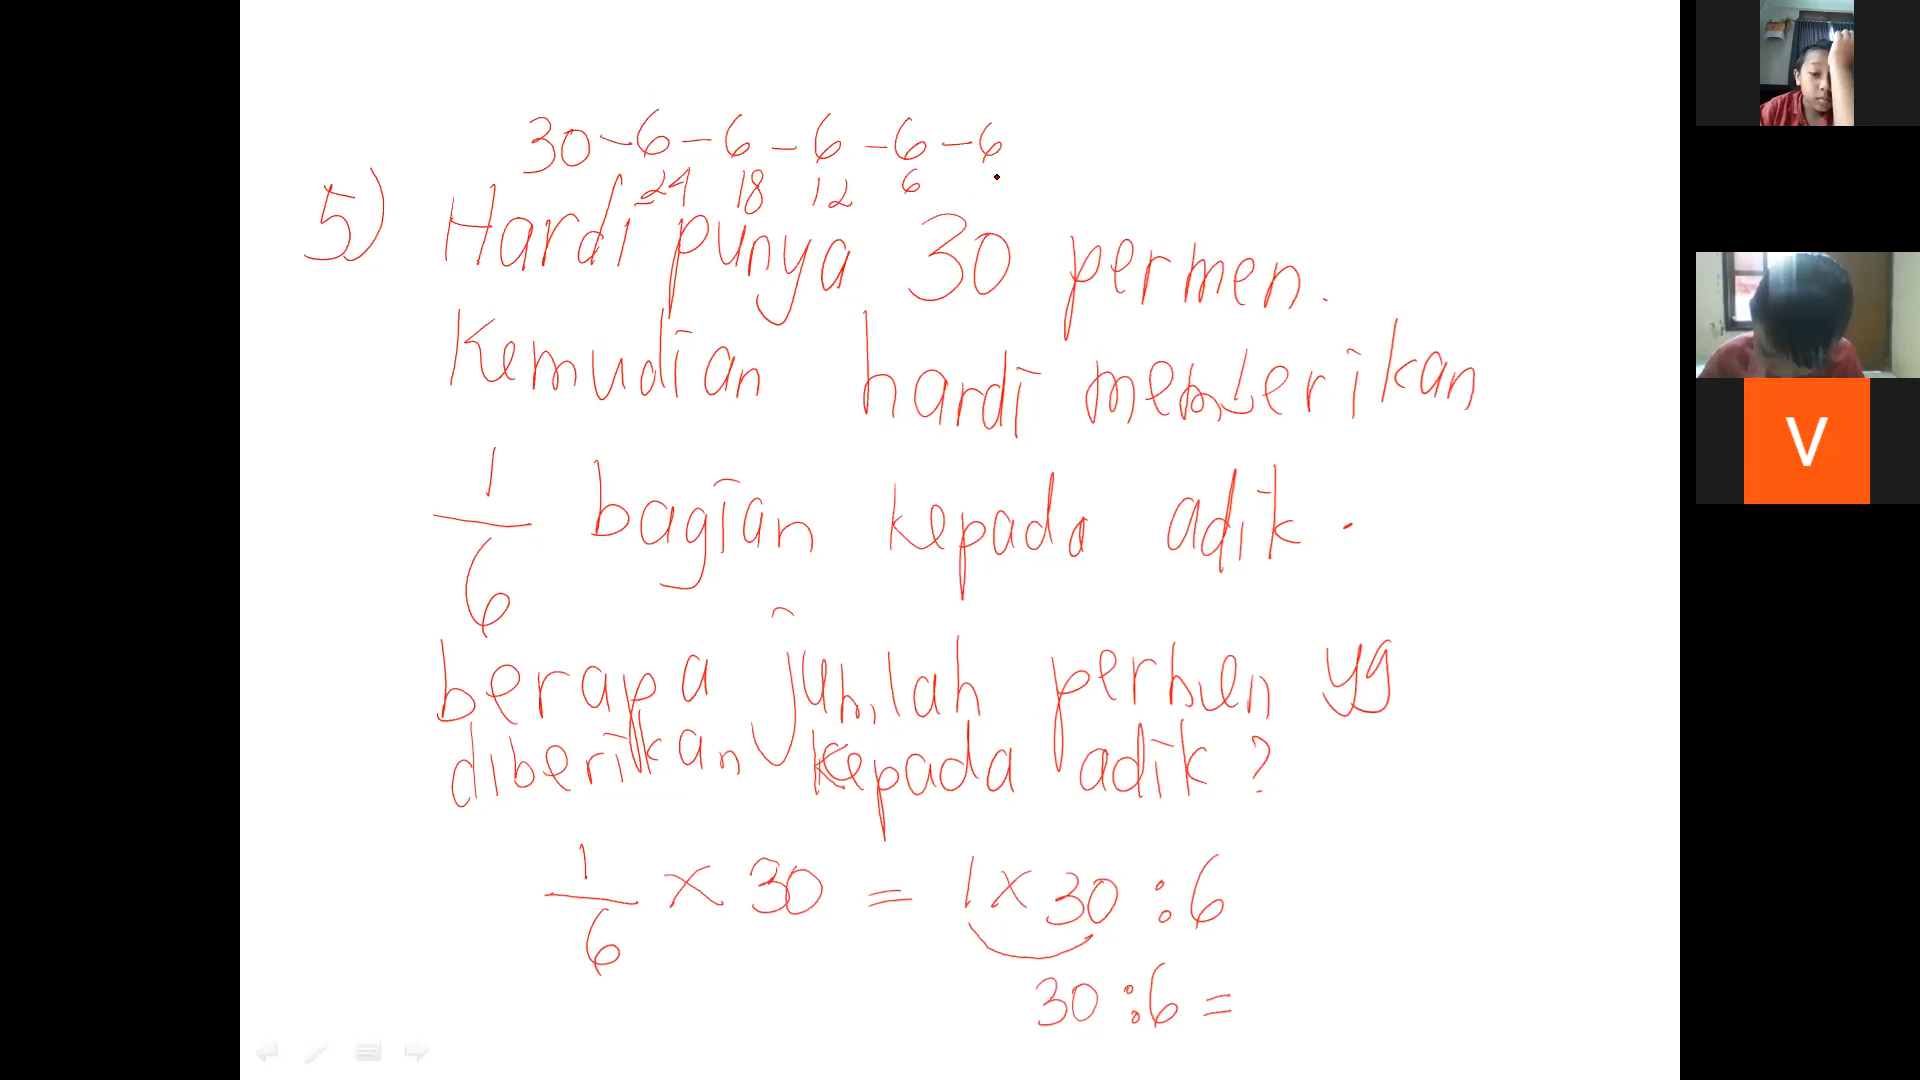 30 - 6 - 6 - 6 - 6 - 6
24 18 12 6
5) Hardi punya 30 permen.
Kemudian hardi memberikan
1/6 bagian kepada adik.
berapa jumlah permen yg
diberikan kepada adik?
1/6 × 30 = 1 × 30 : 6
30 : 6 =
V